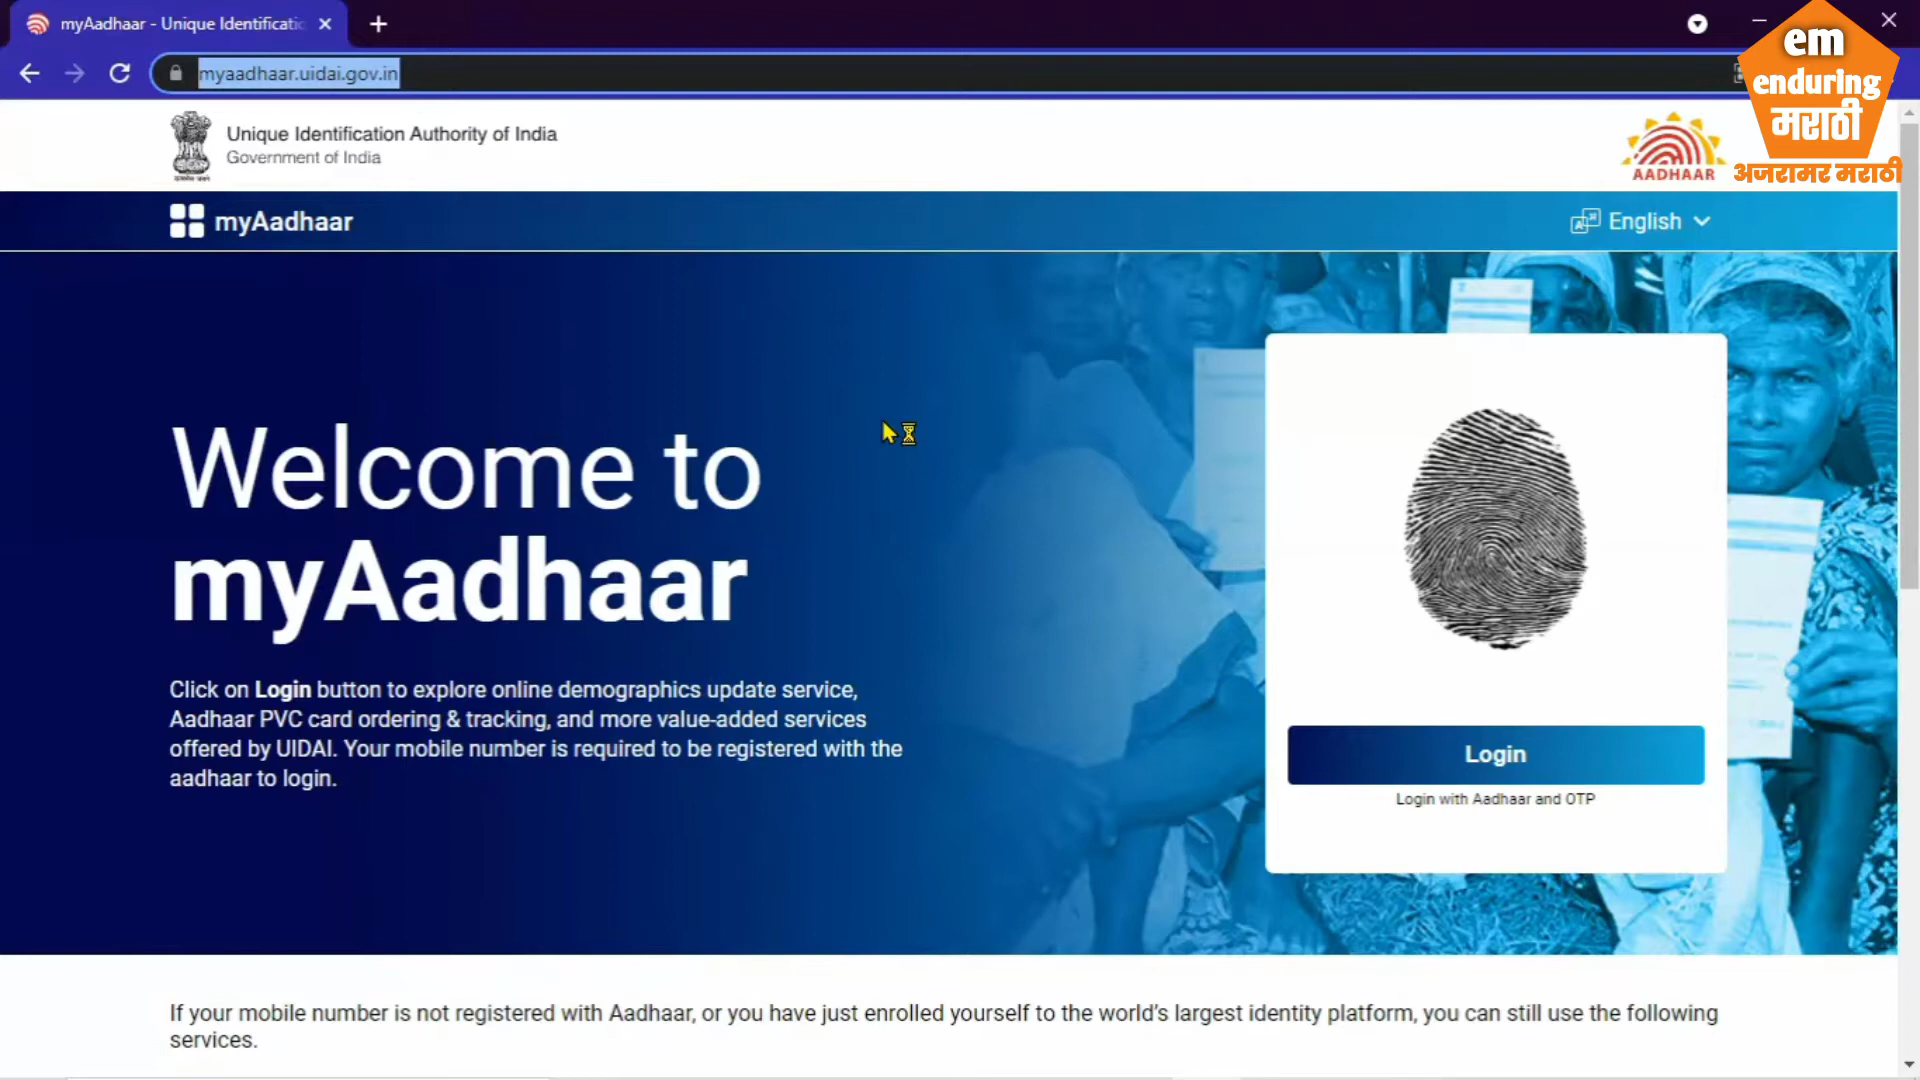 myAadhaar - Unique Identificatic
myaadhaar.uidai.gov.in
em
enduring
मराठी
अजरामर मराठी
Unique Identification Authority of India
Government of India
AADHAAR
myAadhaar
English
Welcome to
myAadhaar
Click on Login button to explore online demographics update service,
Aadhaar PVC card ordering & tracking, and more value-added services
offered by UIDAI. Your mobile number is required to be registered with the
aadhaar to login.
Login
Login with Aadhaar and OTP
If your mobile number is not registered with Aadhaar, or you have just enrolled yourself to the world’s largest identity platform, you can still use the following
services.